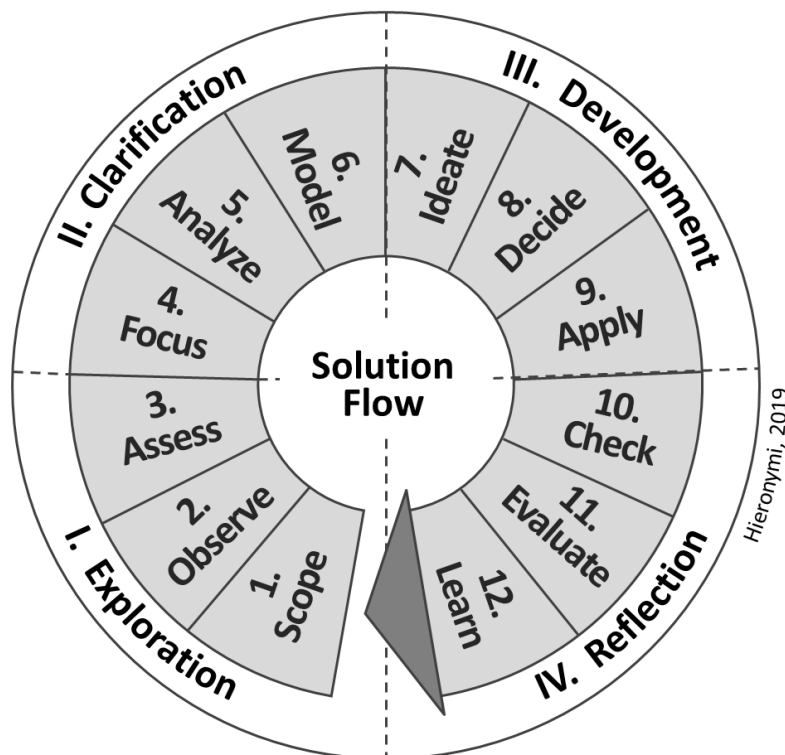 Solution
Flow
I. Exploration
1.
Scope
2.
Observe
3.
Assess
II. Clarification
4.
Focus
5.
Analyze
6.
Model
III. Development
7.
Ideate
8.
Decide
9.
Apply
IV. Reflection
10.
Check
11.
Evaluate
12.
Learn
Hieronymi, 2019